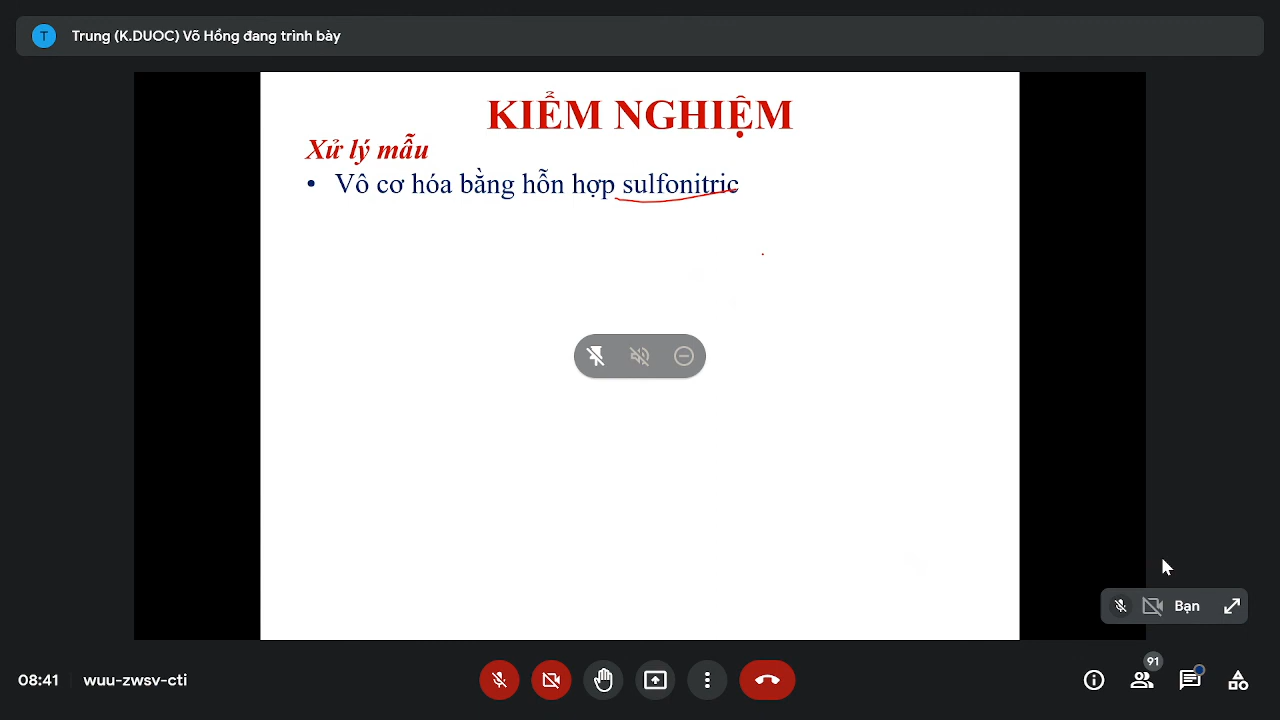 T Trung (K.DUOC) Võ Hồng đang trình bày
KIỂM NGHIỆM
Xử lý mẫu
• Vô cơ hóa bằng hỗn hợp sulfonitric
Bạn
91
08:41 wuu-zwsv-cti